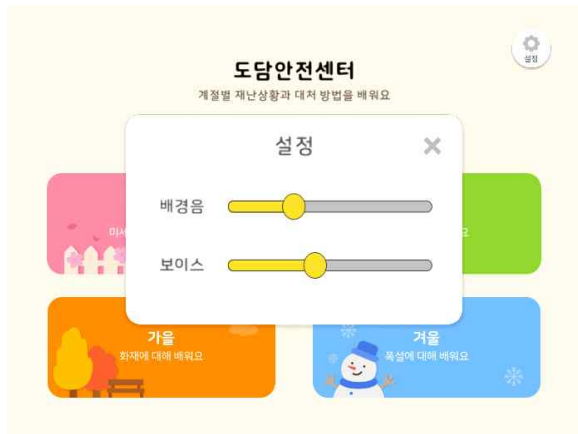 설정
도담안전센터
계절별 재난상황과 대처 방법을 배워요
설정
배경음
보이스
가을
화재에 대해 배워요
겨울
폭설에 대해 배워요